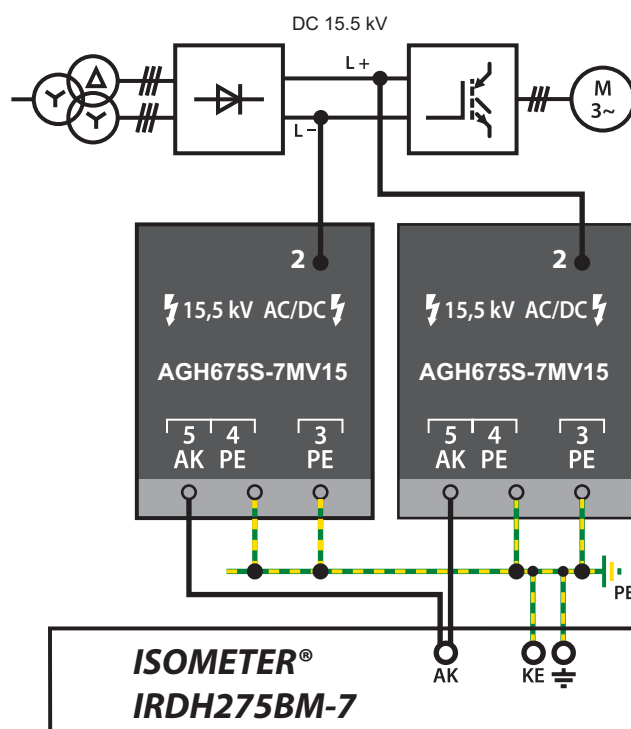 DC 15.5 kV
L +
L –
M
3~
2
2
15,5 kV AC/DC
15,5 kV AC/DC
AGH675S-7MV15
AGH675S-7MV15
5 4 3
AK PE PE
5 4 3
AK PE PE
PE
AK KE
ISOMETER®
IRDH275BM-7